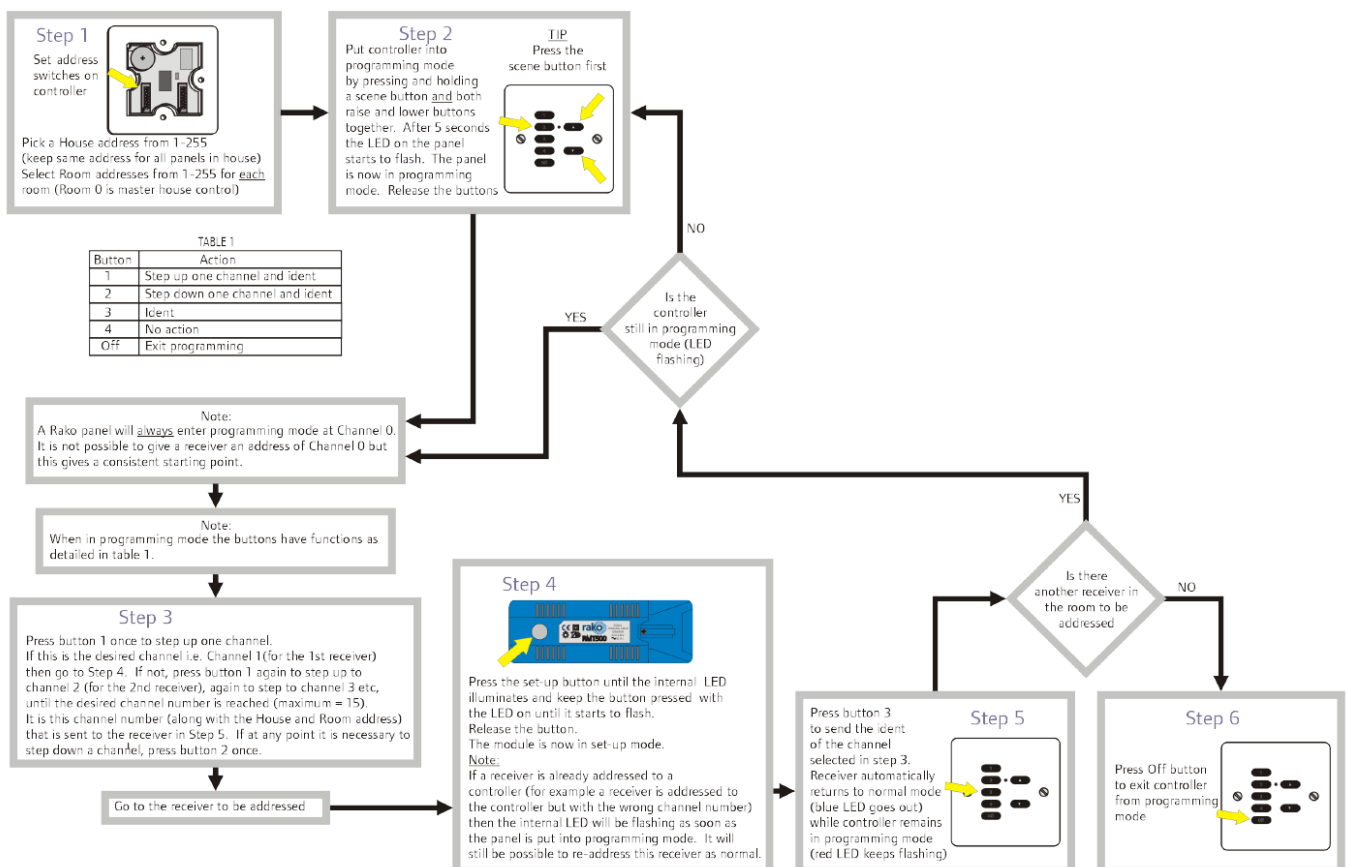 Step 1
Set address
switches on
controller
Pick a House address from 1-255
(keep same address for all panels in house)
Select Room addresses from 1-255 for each
room (Room 0 is master house control)
Step 2
Put controller into
programming mode
by pressing and holding
a scene button and both
raise and lower buttons
together. After 5 seconds
the LED on the panel
starts to flash. The panel
is now in programming
mode. Release the buttons
TIP
Press the
scene button first
TABLE 1
Button Action
1 Step up one channel and ident
2 Step down one channel and ident
3 Ident
4 No action
Off Exit programming
NO
Is the
controller
still in programming
mode (LED
flashing)
YES
Note:
A Rako panel will always enter programming mode at Channel 0.
It is not possible to give a receiver an address of Channel 0 but
this gives a consistent starting point.
Note:
When in programming mode the buttons have functions as
detailed in table 1.
Step 3
Press button 1 once to step up one channel.
If this is the desired channel i.e. Channel 1(for the 1st receiver)
then go to Step 4. If not, press button 1 again to step up to
channel 2 (for the 2nd receiver), again to step to channel 3 etc,
until the desired channel number is reached (maximum = 15).
It is this channel number (along with the House and Room address)
that is sent to the receiver in Step 5. If at any point it is necessary to
step down a channel, press button 2 once.
Go to the receiver to be addressed
Step 4
rako
Press the set-up button until the internal LED
illuminates and keep the button pressed with
the LED on until it starts to flash.
Release the button.
The module is now in set-up mode.
Note:
If a receiver is already addressed to a
controller (for example a receiver is addressed to
the controller but with the wrong channel number)
then the internal LED will be flashing as soon as
the panel is put into programming mode. It will
still be possible to re-address this receiver as normal.
Step 5
Press button 3
to send the ident
of the channel
selected in step 3.
Receiver automatically
returns to normal mode
(blue LED goes out)
while controller remains
in programming mode
(red LED keeps flashing)
YES
Is there
another receiver in
the room to be
addressed
NO
Step 6
Press Off button
to exit controller
from programming
mode